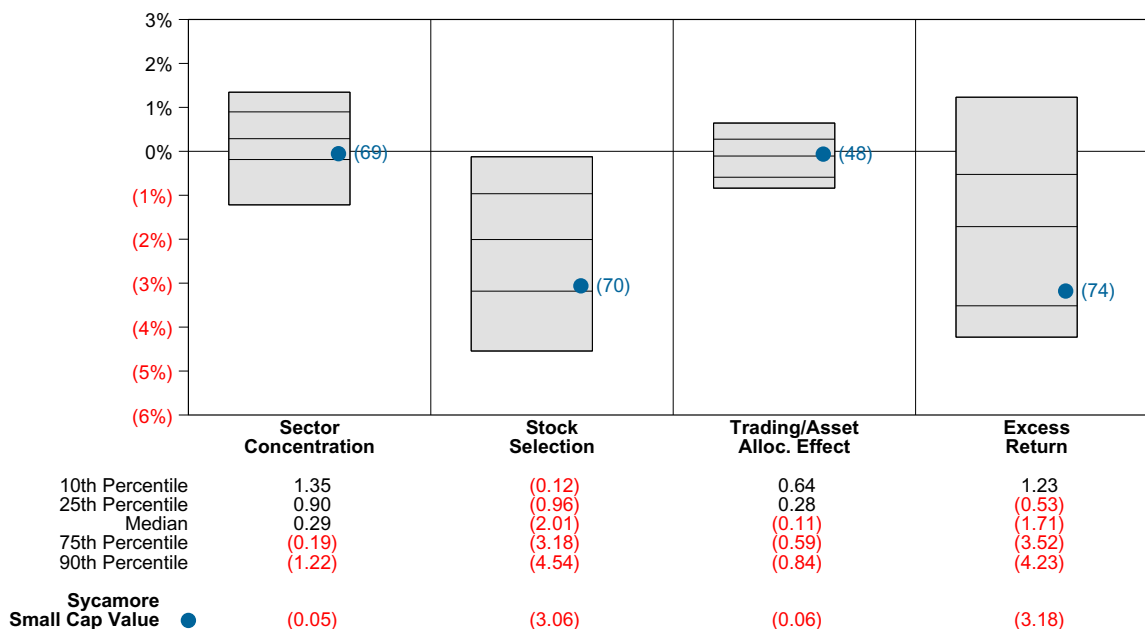 3%
2%
1%
0%
(1%)
(2%)
(3%)
(4%)
(5%)
(6%)
(69)
(70)
(48)
(74)
Sector Concentration
Stock Selection
Trading/Asset Alloc. Effect
Excess Return
10th Percentile 1.35 (0.12) 0.64 1.23
25th Percentile 0.90 (0.96) 0.28 (0.53)
Median 0.29 (2.01) (0.11) (1.71)
75th Percentile (0.19) (3.18) (0.59) (3.52)
90th Percentile (1.22) (4.54) (0.84) (4.23)
Sycamore
Small Cap Value (0.05) (3.06) (0.06) (3.18)